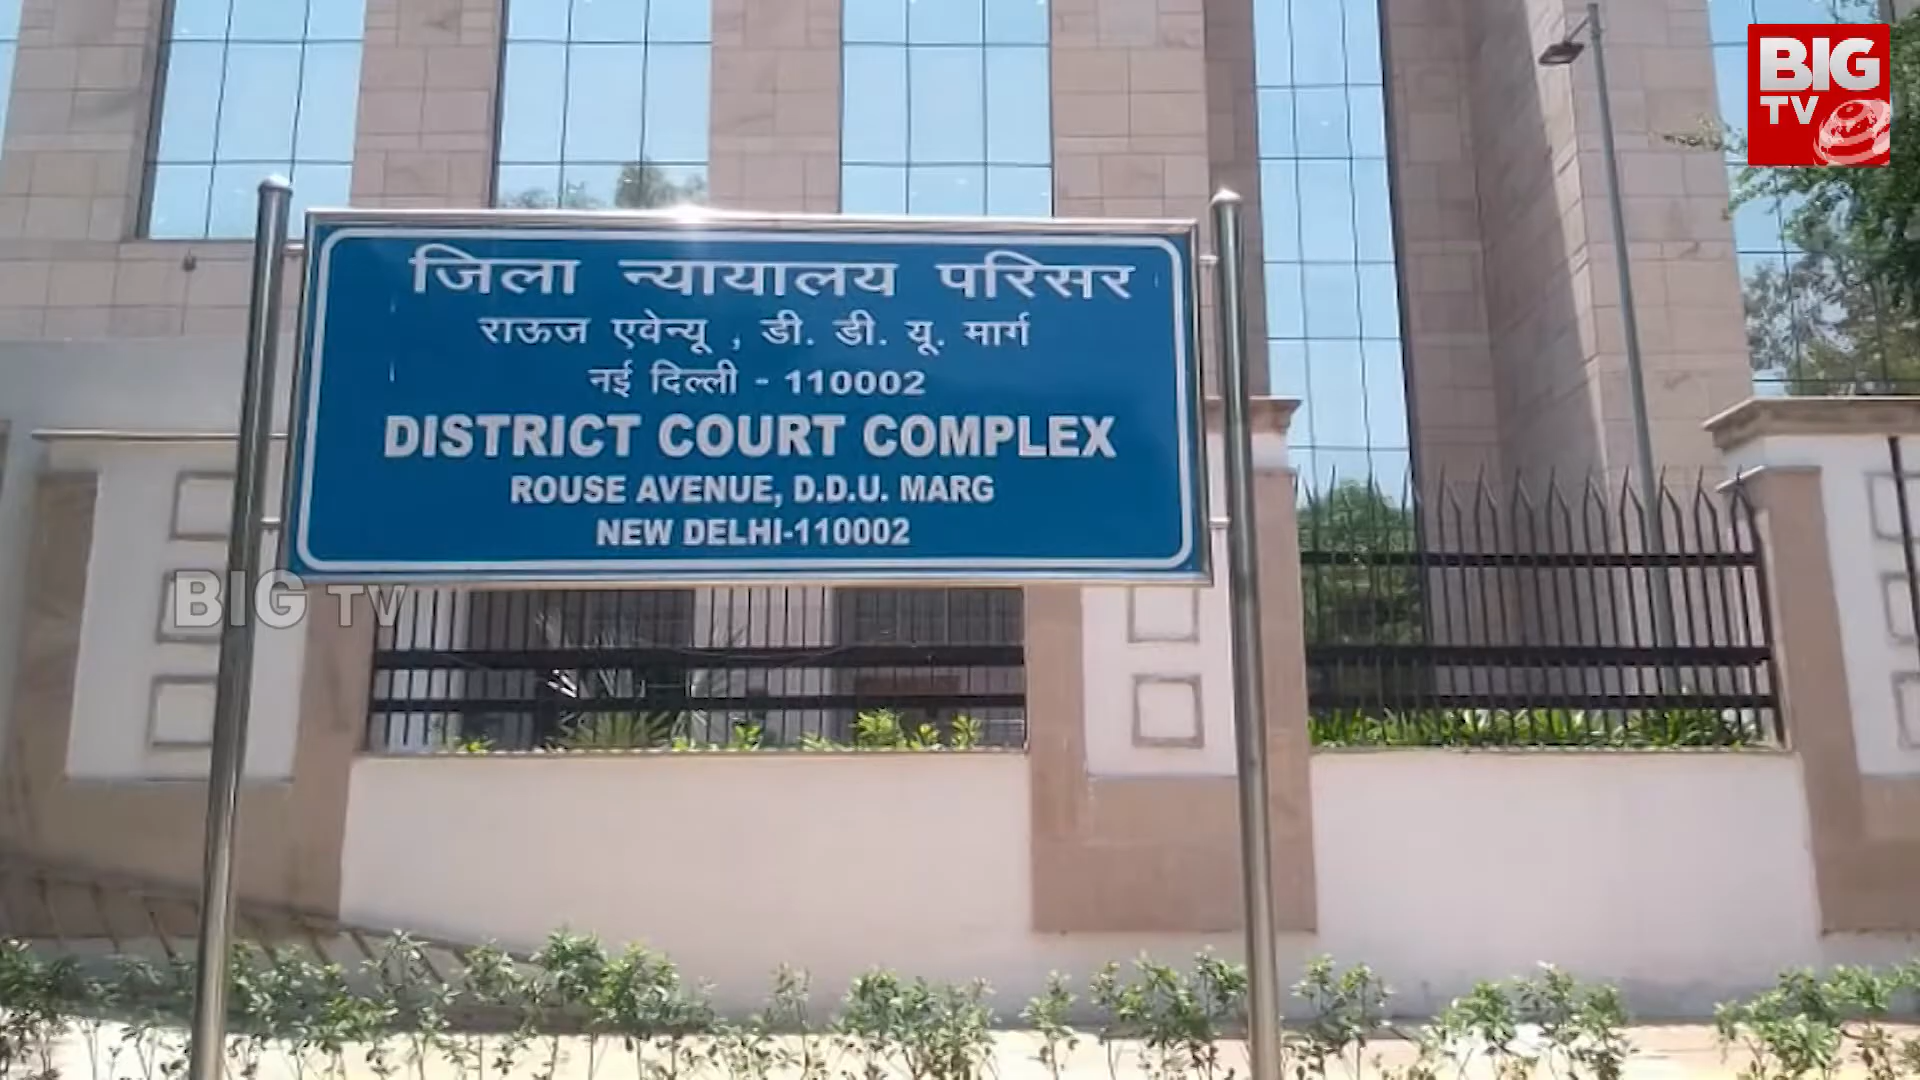 BIG
TV
जिला न्यायालय परिसर
राऊज एवेन्यू , डी. डी. यू. मार्ग
नई दिल्ली - 110002
DISTRICT COURT COMPLEX
ROUSE AVENUE, D.D.U. MARG
NEW DELHI-110002
BIG TV